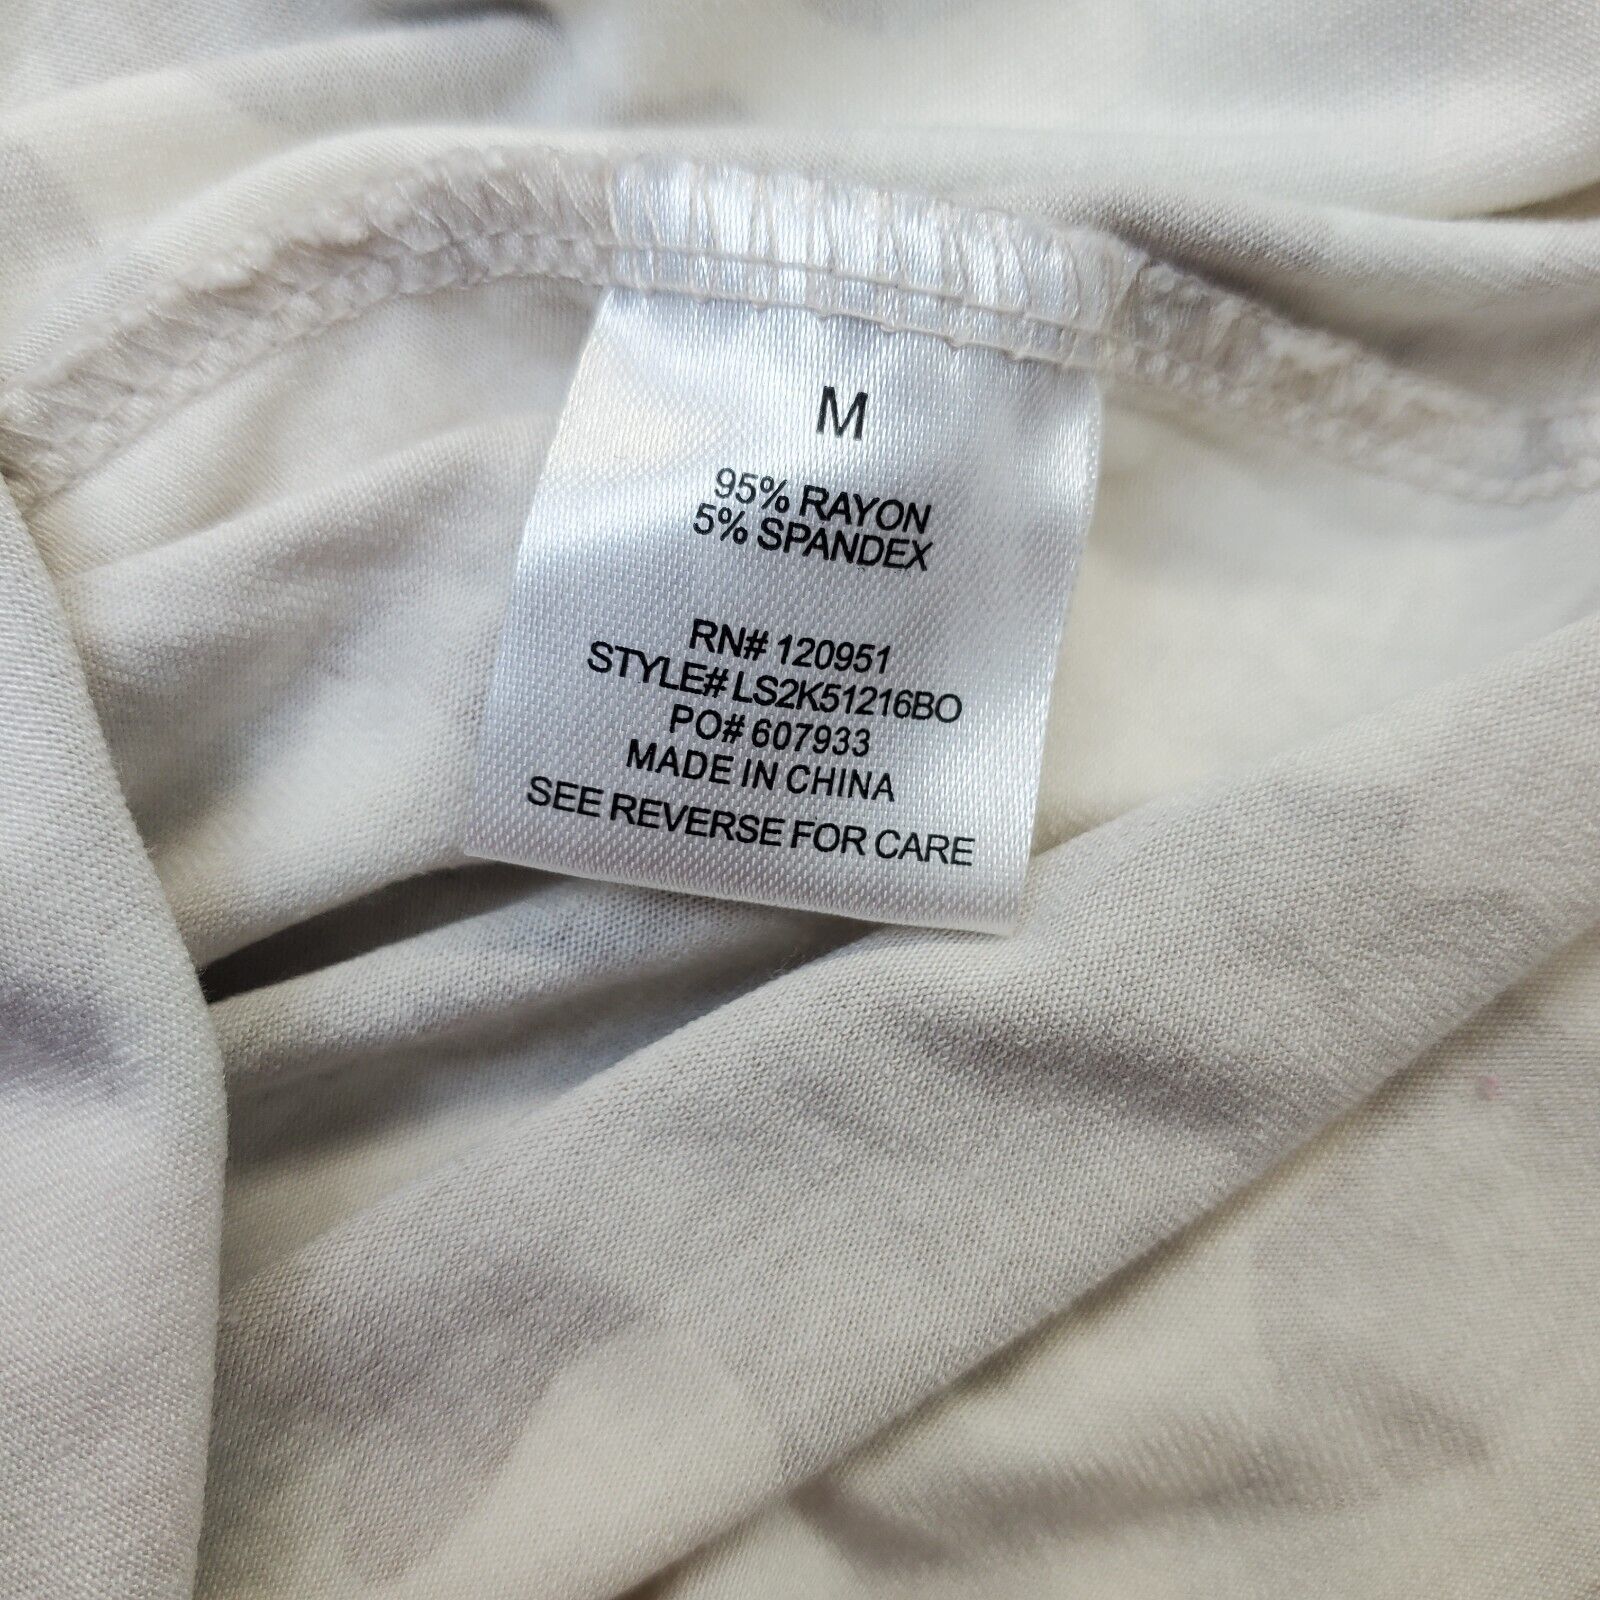 M
95% RAYON
5% SPANDEX
RN# 120951
STYLE# LS2K51216BO
PO# 607933
MADE IN CHINA
SEE REVERSE FOR CARE